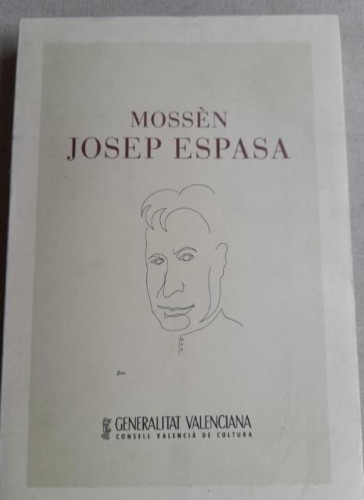 MOSSÈN
JOSEP ESPASA
GENERALITAT VALENCIANA
CONSELL VALENCIÀ DE CULTURA